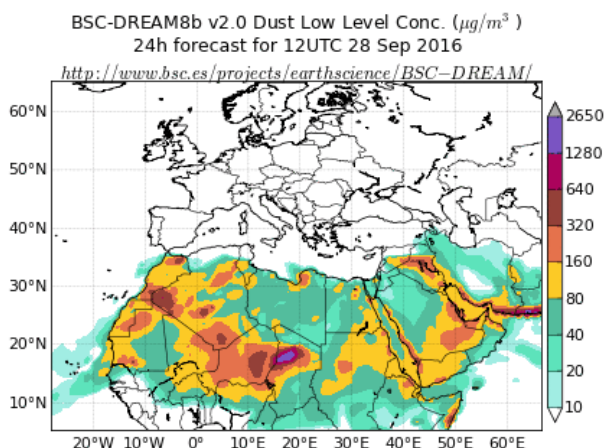 BSC-DREAM8b v2.0 Dust Low Level Conc. (μg/m³ )
24h forecast for 12UTC 28 Sep 2016
http://www.bsc.es/projects/earthscience/BSC−DREAM/
60°N
50°N
40°N
30°N
20°N
10°N
20°W 10°W 0° 10°E 20°E 30°E 40°E 50°E 60°E
2650
1280
640
320
160
80
40
20
10